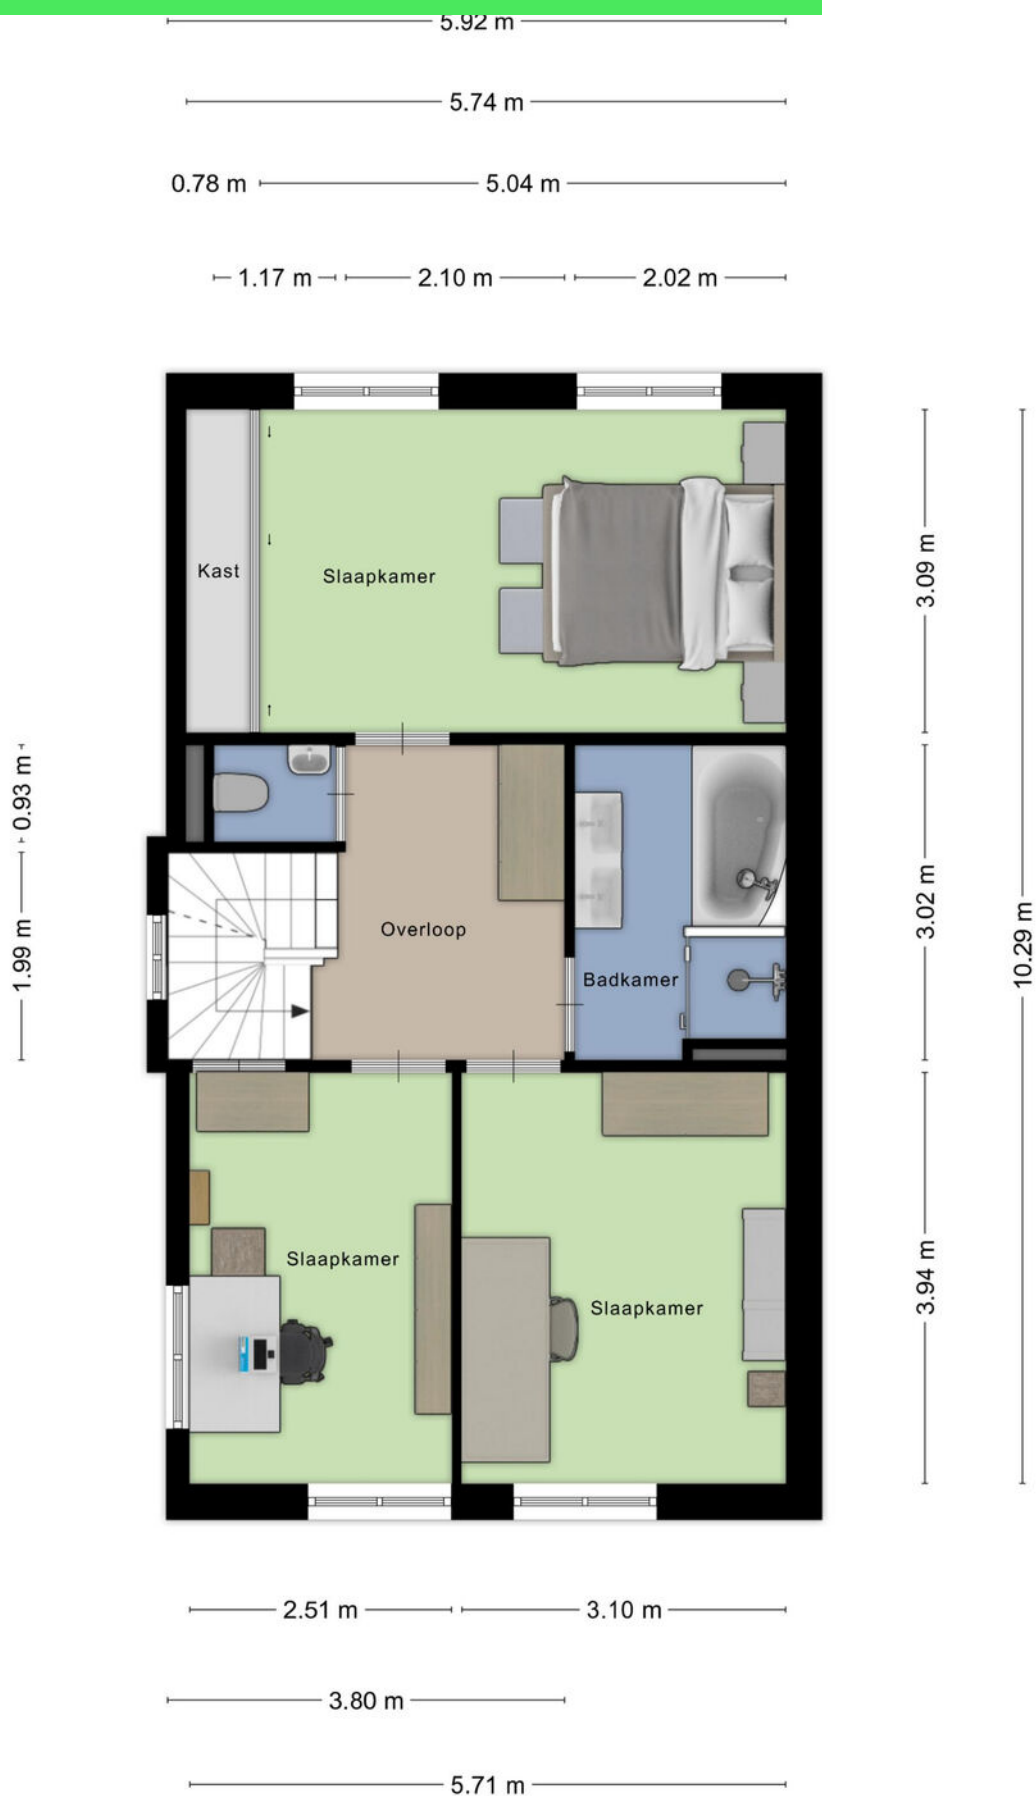 5.92 m
5.74 m
0.78 m
5.04 m
1.17 m
2.10 m
2.02 m
Kast
Slaapkamer
3.09 m
0.93 m
1.99 m
Overloop
Badkamer
3.02 m
10.29 m
Slaapkamer
Slaapkamer
3.94 m
2.51 m
3.10 m
3.80 m
5.71 m